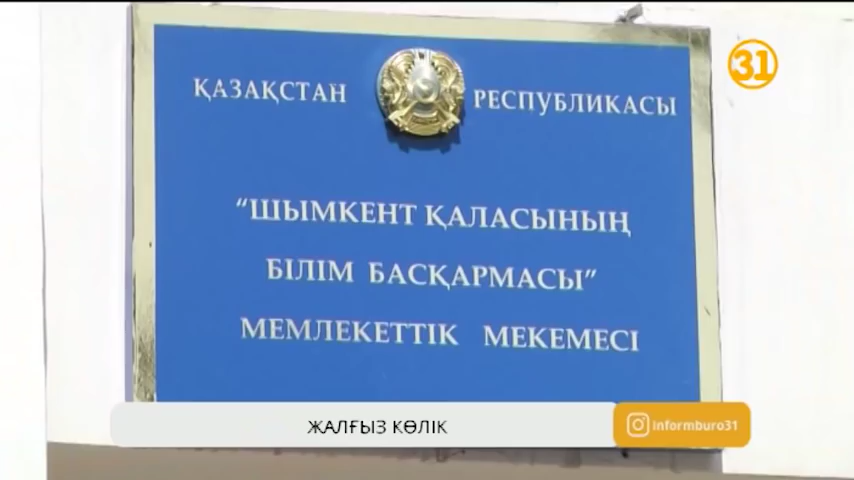 31
ҚАЗАҚСТАН РЕСПУБЛИКАСЫ
“ШЫМКЕНТ ҚАЛАСЫНЫҢ
БІЛІМ БАСҚАРМАСЫ”
МЕМЛЕКЕТТІК МЕКЕМЕСІ
ЖАЛҒЫЗ КӨЛІК
informburo31